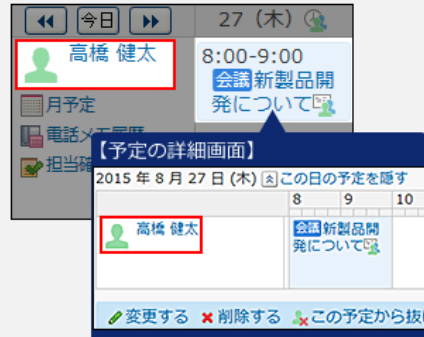 今日
27 (木)
高橋 健太
8:00-9:00
会議新製品開
発について
月予定
電話メモ履歴
担当確
【予定の詳細画面】
2015 年 8 月 27 日 (木) この日の予定を隠す
8 9 10
高橋 健太
会議 新製品開
発について
変更する 削除する この予定から抜け